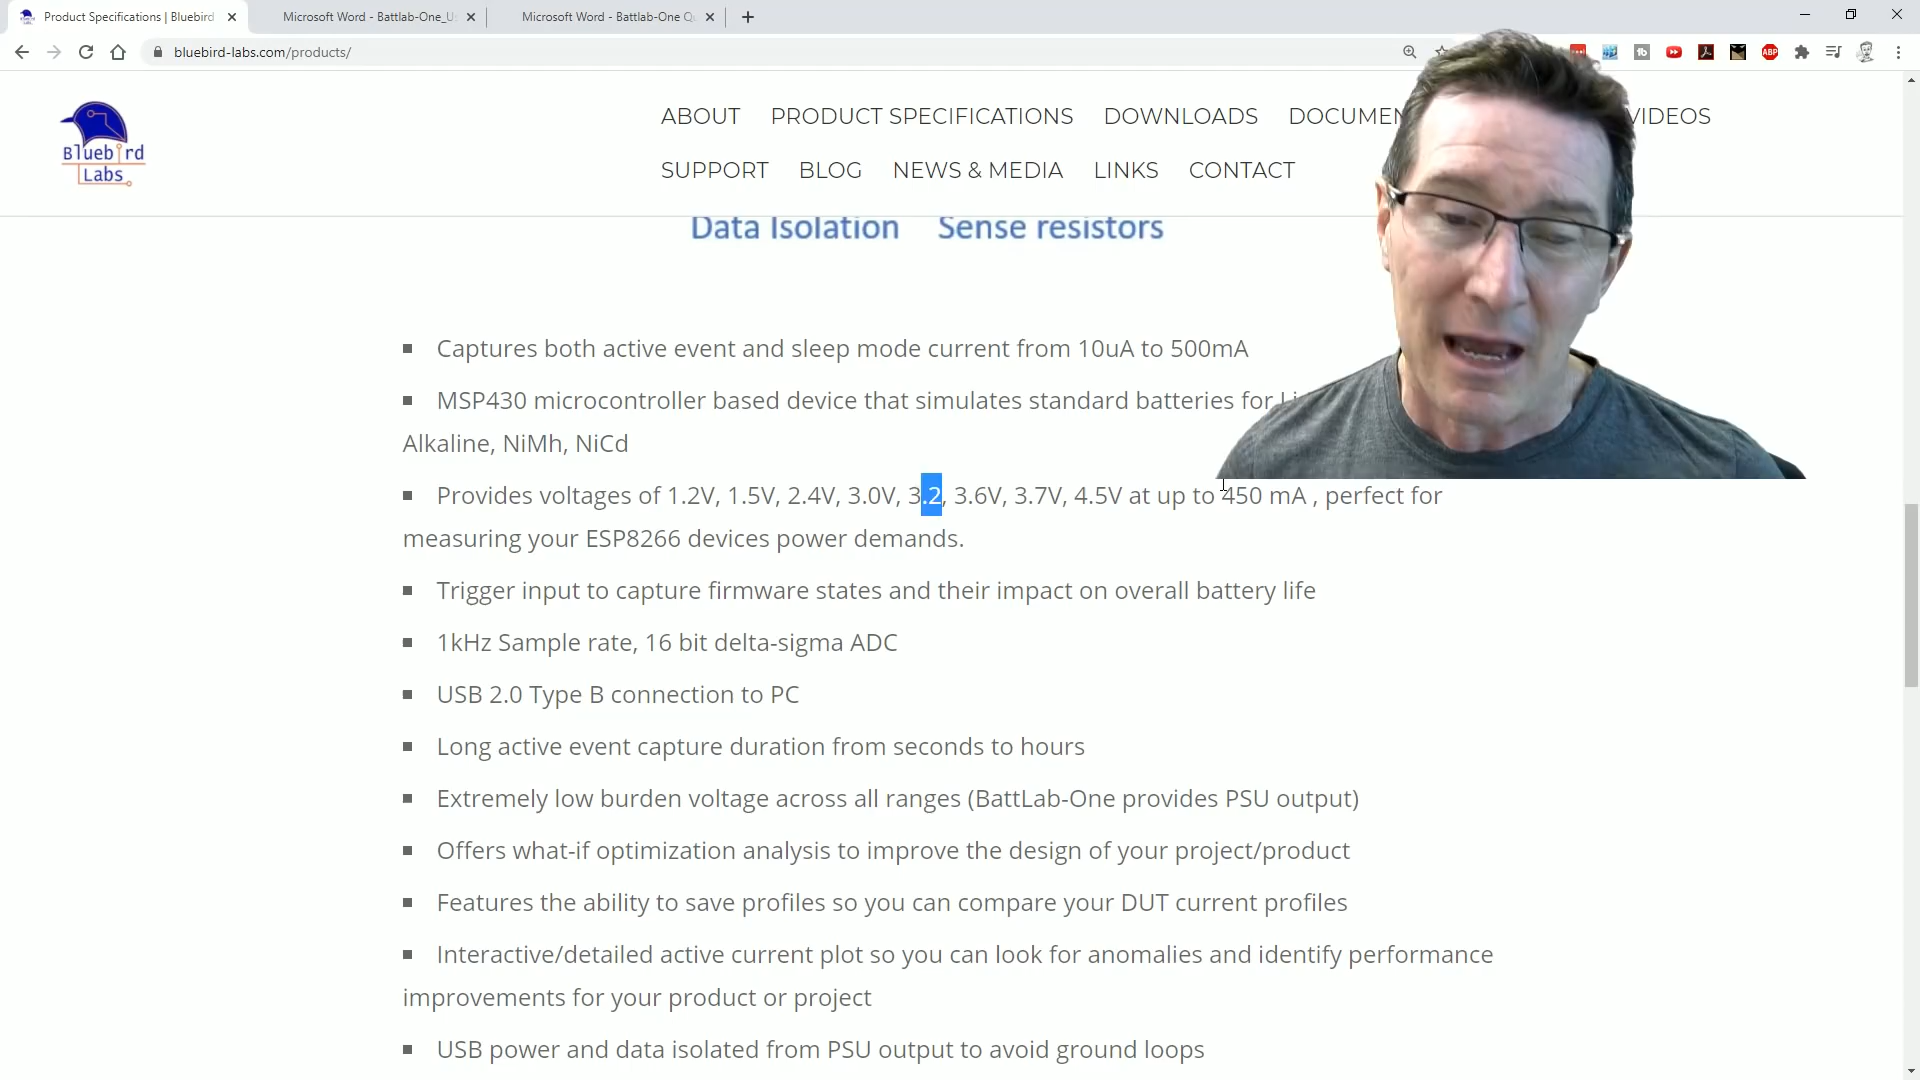 Product Specifications | Bluebird
Microsoft Word - Battlab-One_U
Microsoft Word - Battlab-One Q
bluebird-labs.com/products/
ABP
Bluebird
Labs
ABOUT PRODUCT SPECIFICATIONS DOWNLOADS DOCUMEN VIDEOS
SUPPORT BLOG NEWS & MEDIA LINKS CONTACT
Data Isolation Sense resistors
▪ Captures both active event and sleep mode current from 10uA to 500mA
▪ MSP430 microcontroller based device that simulates standard batteries for Li
Alkaline, NiMh, NiCd
▪ Provides voltages of 1.2V, 1.5V, 2.4V, 3.0V, 3.2, 3.6V, 3.7V, 4.5V at up to 450 mA , perfect for
measuring your ESP8266 devices power demands.
▪ Trigger input to capture firmware states and their impact on overall battery life
▪ 1kHz Sample rate, 16 bit delta-sigma ADC
▪ USB 2.0 Type B connection to PC
▪ Long active event capture duration from seconds to hours
▪ Extremely low burden voltage across all ranges (BattLab-One provides PSU output)
▪ Offers what-if optimization analysis to improve the design of your project/product
▪ Features the ability to save profiles so you can compare your DUT current profiles
▪ Interactive/detailed active current plot so you can look for anomalies and identify performance
improvements for your product or project
▪ USB power and data isolated from PSU output to avoid ground loops